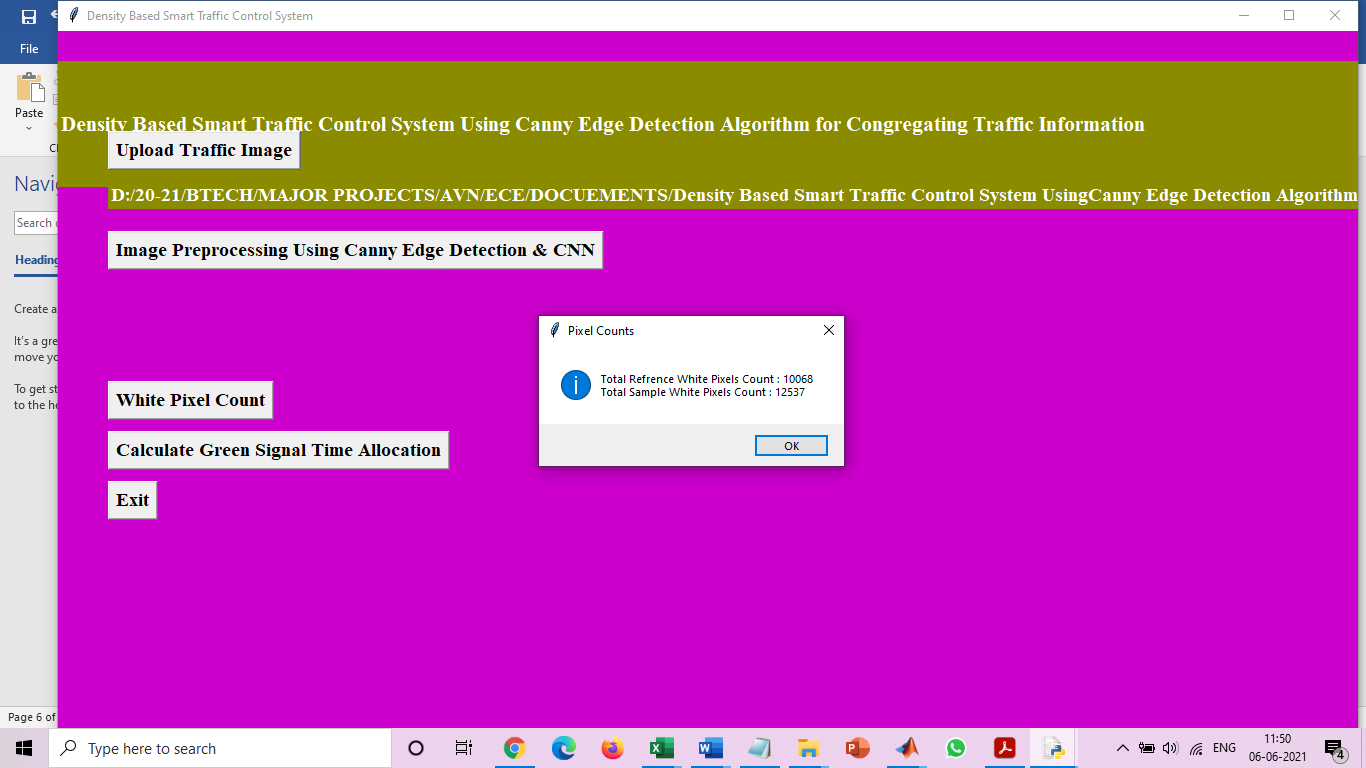 Density Based Smart Traffic Control System
File
Paste
Density Based Smart Traffic Control System Using Canny Edge Detection Algorithm for Congregating Traffic Information
Upload Traffic Image
D:/20-21/BTECH/MAJOR PROJECTS/AVN/ECE/DOCUEMENTS/Density Based Smart Traffic Control System UsingCanny Edge Detection Algorithm
Navi
Search
Image Preprocessing Using Canny Edge Detection & CNN
Heading
Create a
It's a gre
move yo
To get st
to the he
Pixel Counts
Total Refrence White Pixels Count : 10068
Total Sample White Pixels Count : 12537
OK
White Pixel Count
Calculate Green Signal Time Allocation
Exit
Page 6 of
Type here to search
ENG
11:50
06-06-2021
4